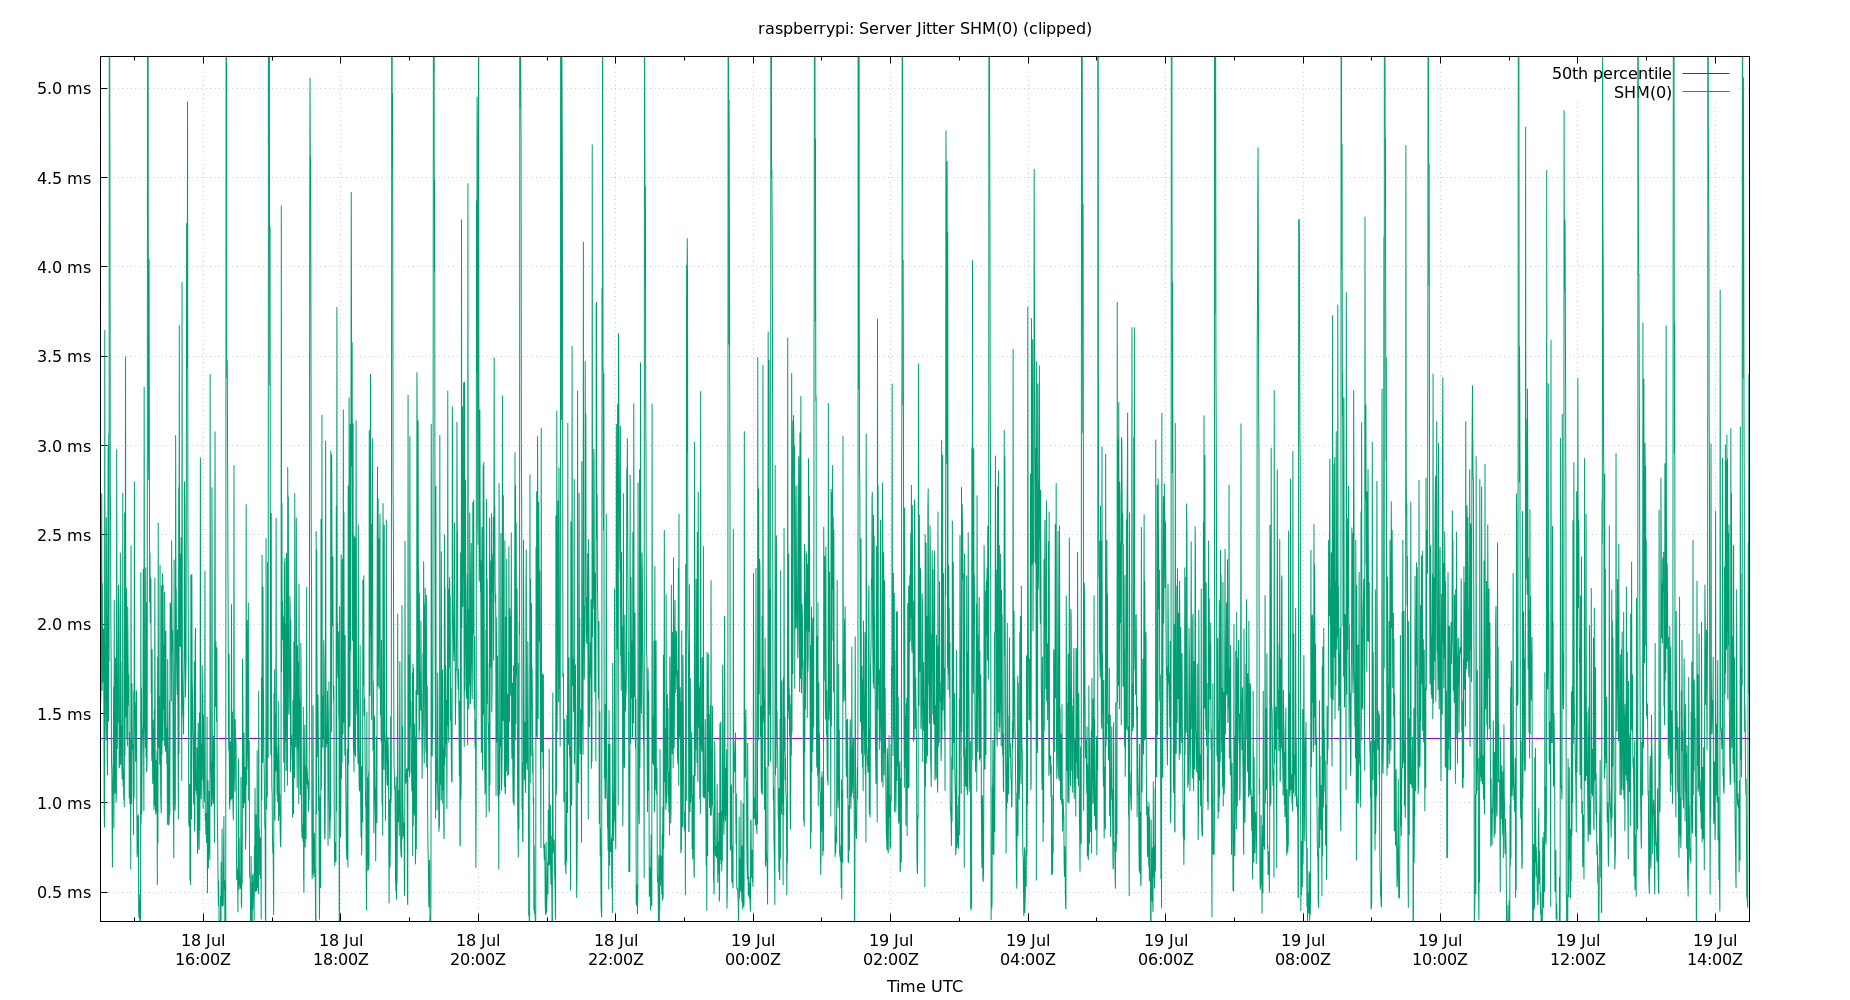 raspberrypi: Server Jitter SHM(0) (clipped)
50th percentile
SHM(0)
5.0 ms
4.5 ms
4.0 ms
3.5 ms
3.0 ms
2.5 ms
2.0 ms
1.5 ms
1.0 ms
0.5 ms
18 Jul 18 Jul 18 Jul 18 Jul 19 Jul 19 Jul 19 Jul 19 Jul 19 Jul 19 Jul 19 Jul 19 Jul
16:00Z 18:00Z 20:00Z 22:00Z 00:00Z 02:00Z 04:00Z 06:00Z 08:00Z 10:00Z 12:00Z 14:00Z
Time UTC